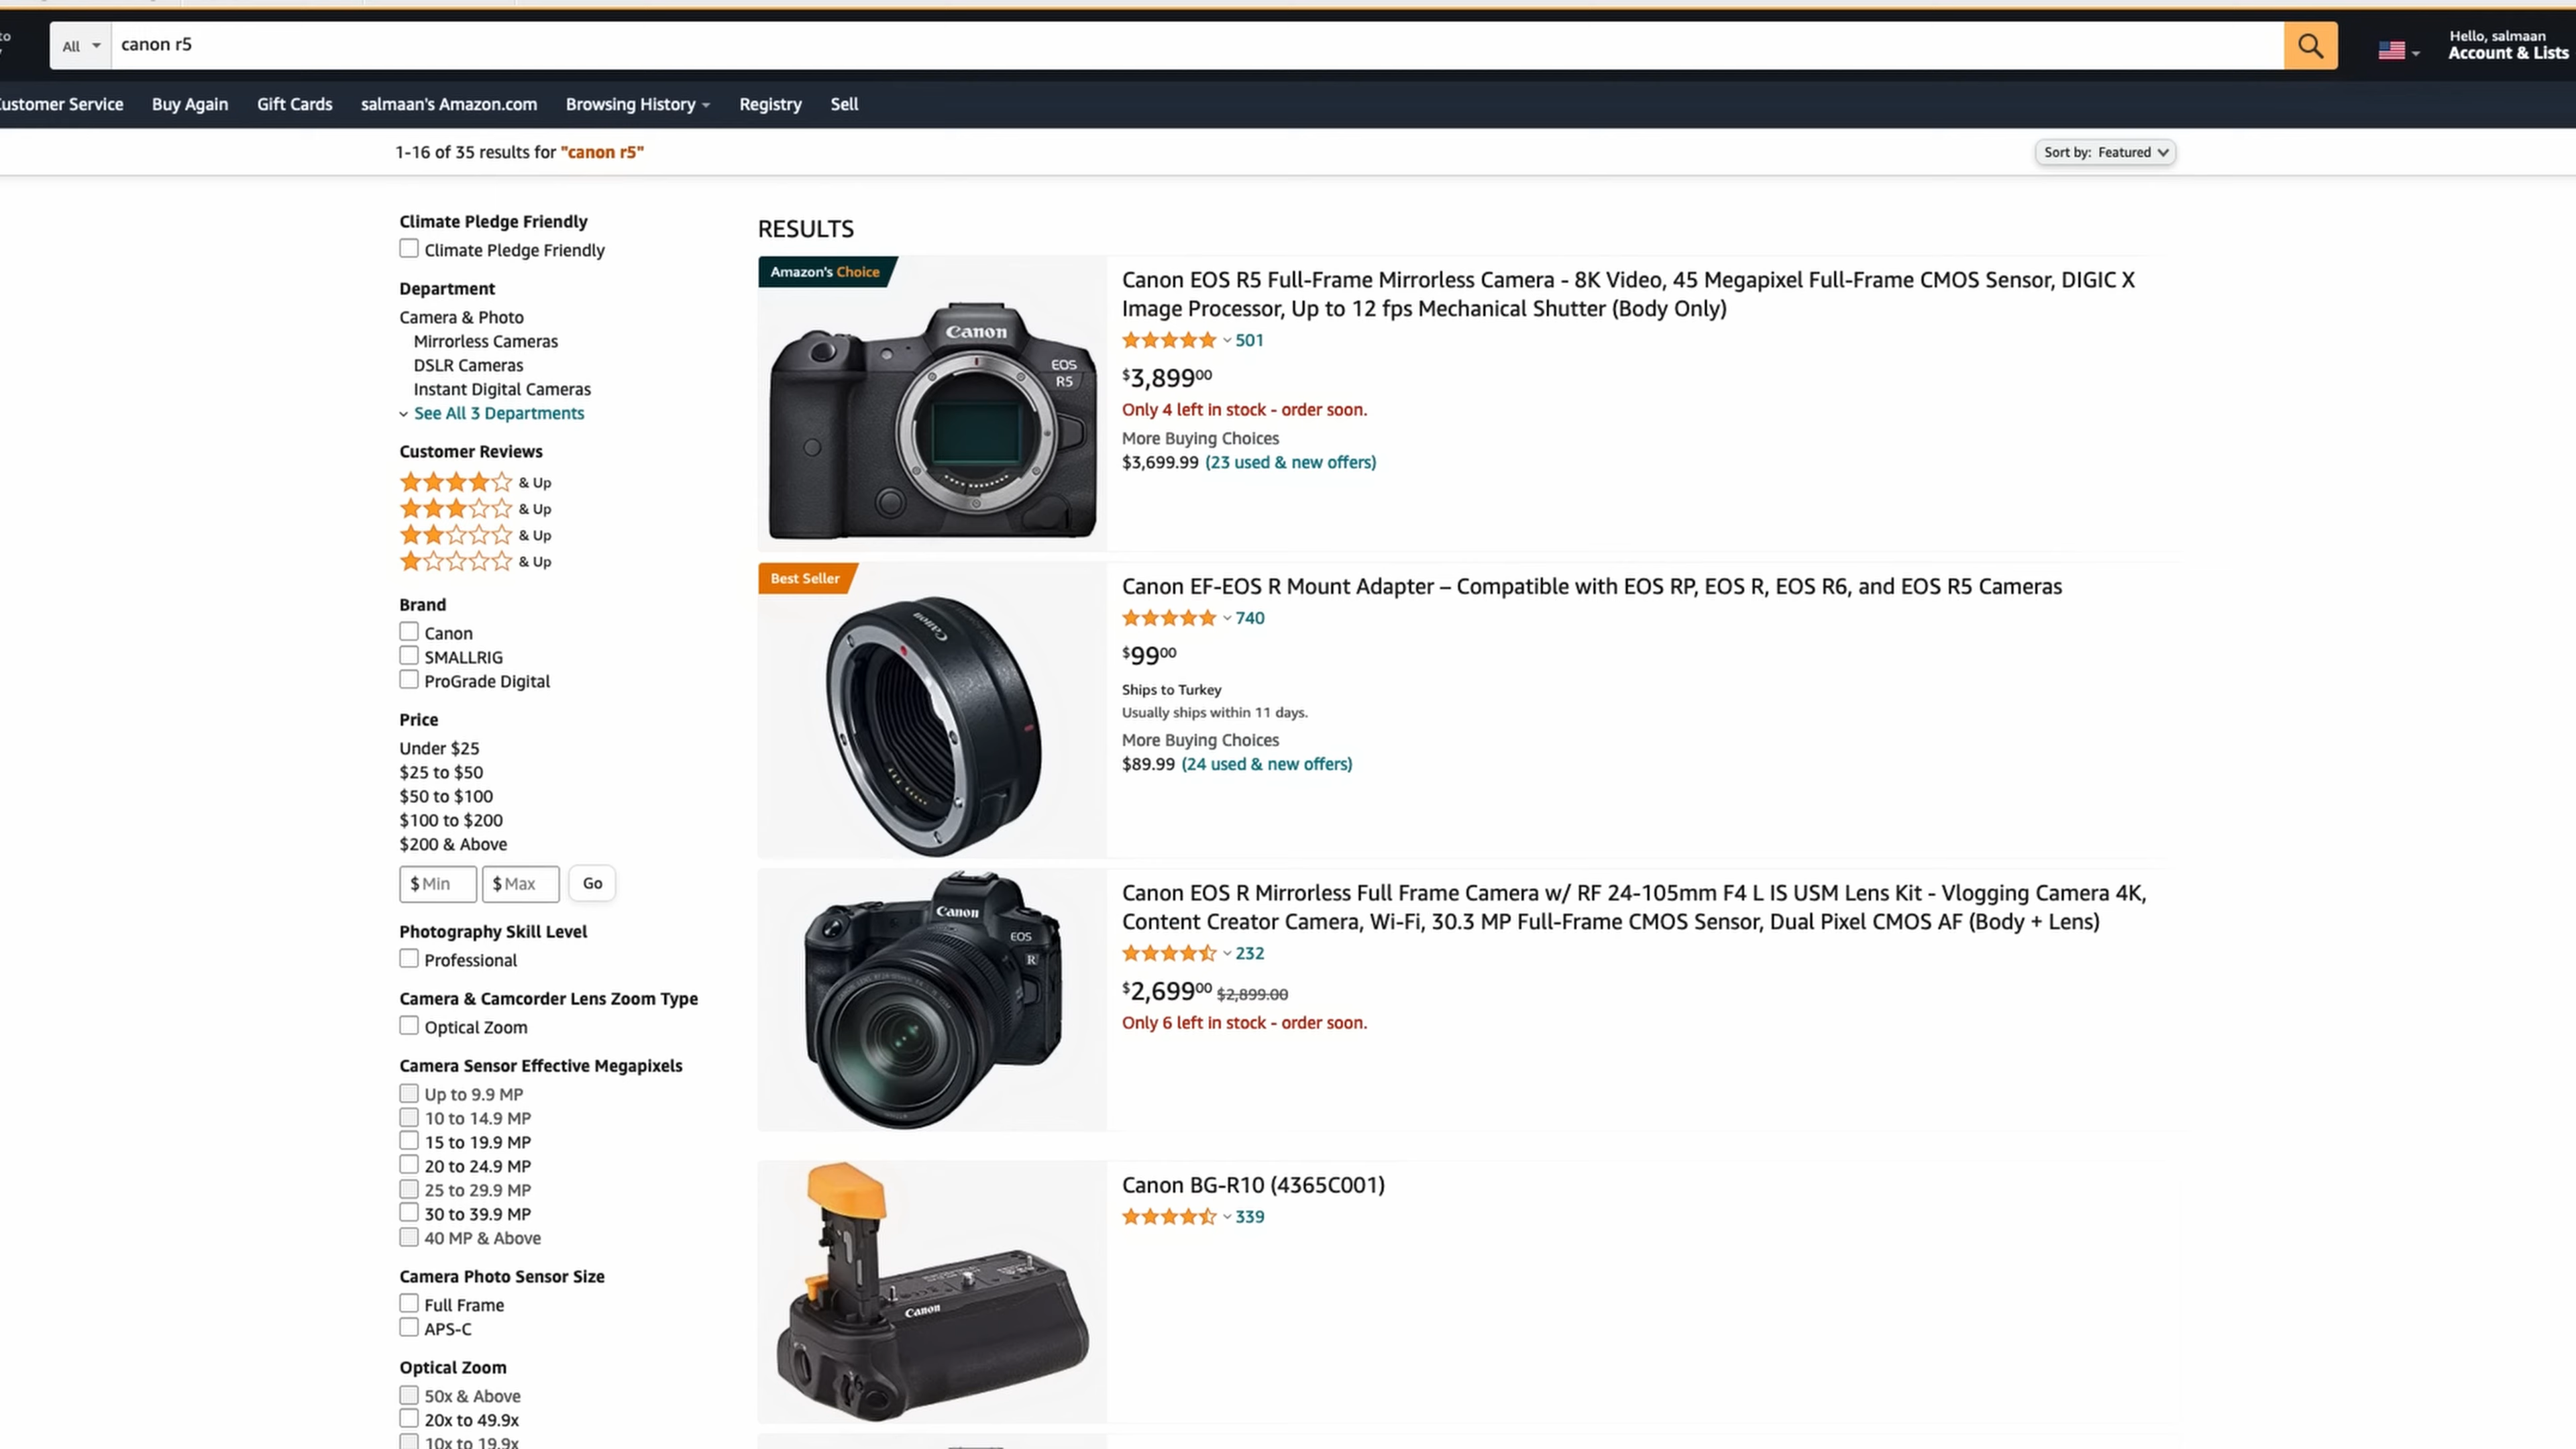 to
All
canon r5
Hello, salmaan
Account & Lists
ustomer Service
Buy Again
Gift Cards
salmaan's Amazon.com
Browsing History
Registry
Sell
1-16 of 35 results for "canon r5"
Sort by: Featured
Climate Pledge Friendly
Climate Pledge Friendly
Department
Camera & Photo
Mirrorless Cameras
DSLR Cameras
Instant Digital Cameras
See All 3 Departments
Customer Reviews
& Up
& Up
& Up
& Up
Brand
Canon
SMALLRIG
ProGrade Digital
Price
Under $25
$25 to $50
$50 to $100
$100 to $200
$200 & Above
$ Min
$ Max
Go
Photography Skill Level
Professional
Camera & Camcorder Lens Zoom Type
Optical Zoom
Camera Sensor Effective Megapixels
Up to 9.9 MP
10 to 14.9 MP
15 to 19.9 MP
20 to 24.9 MP
25 to 29.9 MP
30 to 39.9 MP
40 MP & Above
Camera Photo Sensor Size
Full Frame
APS-C
Optical Zoom
50x & Above
20x to 49.9x
10x to 19.9x
RESULTS
Amazon's Choice
Canon
EOS
R5
Canon EOS R5 Full-Frame Mirrorless Camera - 8K Video, 45 Megapixel Full-Frame CMOS Sensor, DIGIC X
Image Processor, Up to 12 fps Mechanical Shutter (Body Only)
501
$3,89900
Only 4 left in stock - order soon.
More Buying Choices
$3,699.99 (23 used & new offers)
Best Seller
Canon
Canon EF-EOS R Mount Adapter – Compatible with EOS RP, EOS R, EOS R6, and EOS R5 Cameras
740
$9900
Ships to Turkey
Usually ships within 11 days.
More Buying Choices
$89.99 (24 used & new offers)
Canon
EOS
R
Canon EOS R Mirrorless Full Frame Camera w/ RF 24-105mm F4 L IS USM Lens Kit - Vlogging Camera 4K,
Content Creator Camera, Wi-Fi, 30.3 MP Full-Frame CMOS Sensor, Dual Pixel CMOS AF (Body + Lens)
232
$2,69900 $2,899.00
Only 6 left in stock - order soon.
Canon
Canon BG-R10 (4365C001)
339